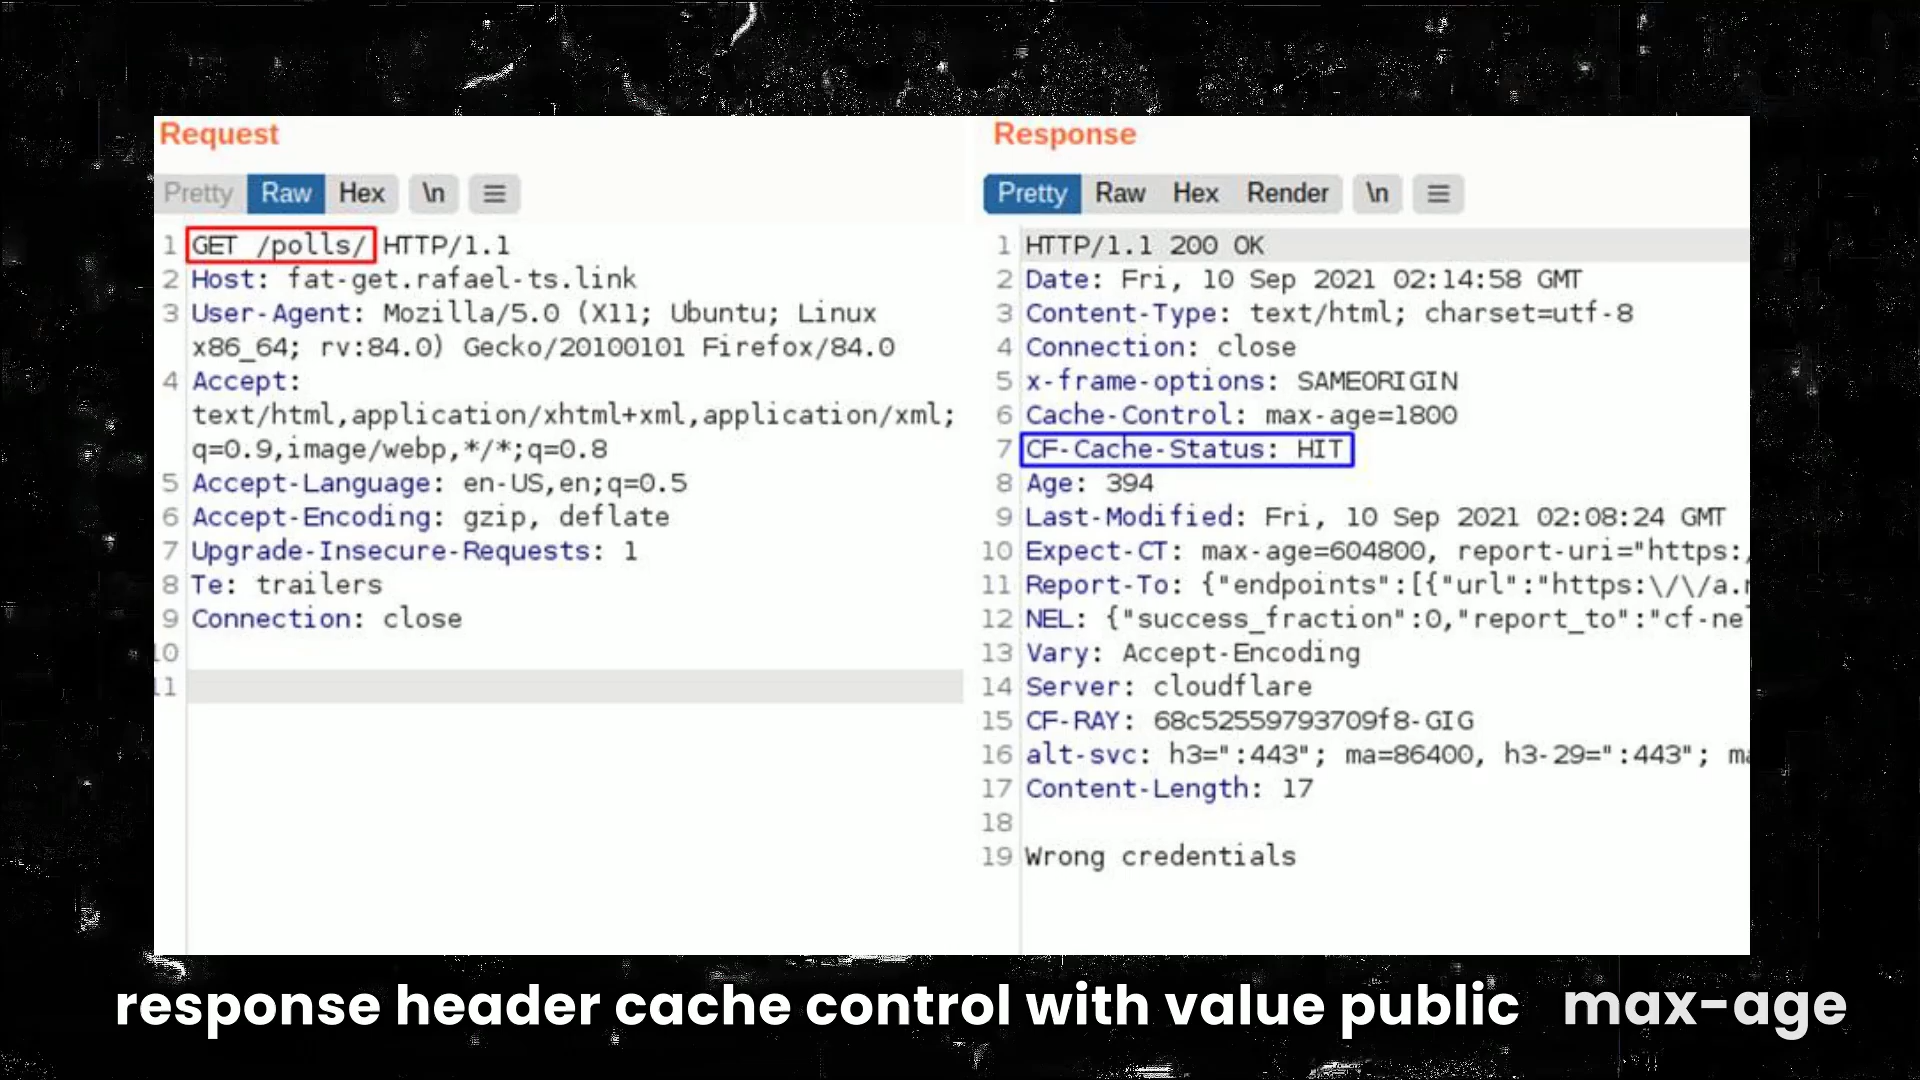 Request
Pretty Raw Hex \n
1 GET /polls/ HTTP/1.1
2 Host: fat-get.rafael-ts.link
3 User-Agent: Mozilla/5.0 (X11; Ubuntu; Linux
x86_64; rv:84.0) Gecko/20100101 Firefox/84.0
4 Accept:
text/html,application/xhtml+xml,application/xml;
q=0.9,image/webp,*/*;q=0.8
5 Accept-Language: en-US,en;q=0.5
6 Accept-Encoding: gzip, deflate
7 Upgrade-Insecure-Requests: 1
8 Te: trailers
9 Connection: close
10
11
Response
Pretty Raw Hex Render \n
1 HTTP/1.1 200 OK
2 Date: Fri, 10 Sep 2021 02:14:58 GMT
3 Content-Type: text/html; charset=utf-8
4 Connection: close
5 x-frame-options: SAMEORIGIN
6 Cache-Control: max-age=1800
7 CF-Cache-Status: HIT
8 Age: 394
9 Last-Modified: Fri, 10 Sep 2021 02:08:24 GMT
10 Expect-CT: max-age=604800, report-uri="https:/
11 Report-To: {"endpoints":[{"url":"https:\/\/a.n
12 NEL: {"success_fraction":0,"report_to":"cf-nel
13 Vary: Accept-Encoding
14 Server: cloudflare
15 CF-RAY: 68c52559793709f8-GIG
16 alt-svc: h3=":443"; ma=86400, h3-29=":443"; ma
17 Content-Length: 17
18
19 Wrong credentials
response header cache control with value public max-age